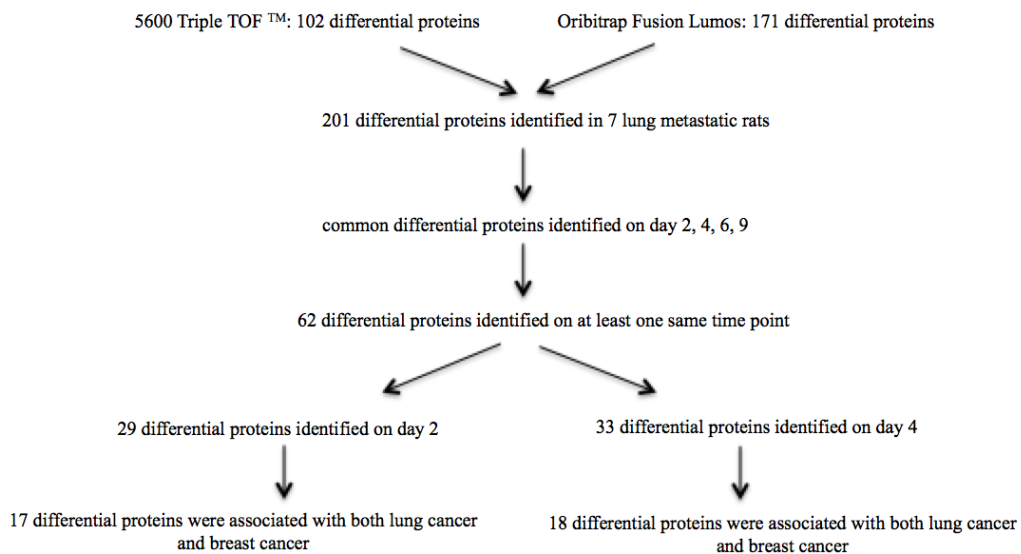 5600 Triple TOF ™: 102 differential proteins
Oribitrap Fusion Lumos: 171 differential proteins
201 differential proteins identified in 7 lung metastatic rats
common differential proteins identified on day 2, 4, 6, 9
62 differential proteins identified on at least one same time point
29 differential proteins identified on day 2
33 differential proteins identified on day 4
17 differential proteins were associated with both lung cancer
and breast cancer
18 differential proteins were associated with both lung cancer
and breast cancer